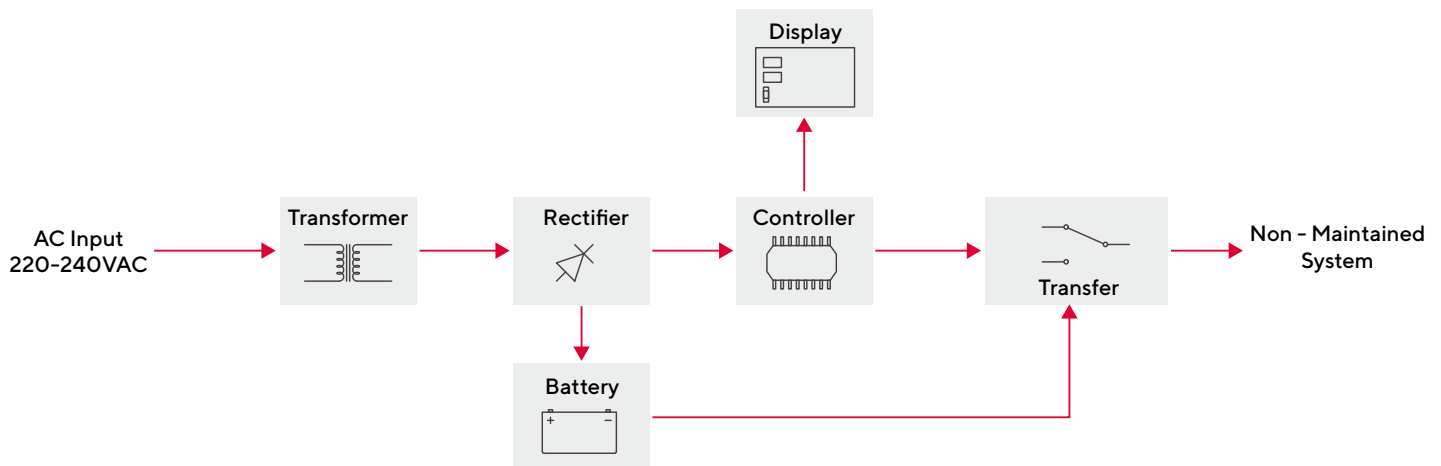 Display
Transformer
Rectifier
Controller
AC Input
220-240VAC
Non - Maintained
System
Transfer
Battery
+ -